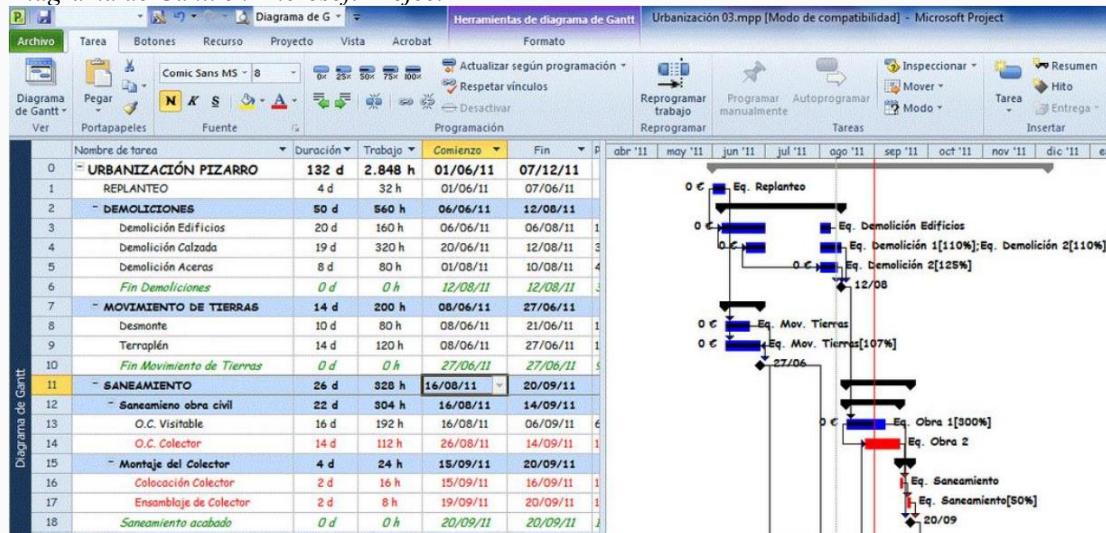 Diagrama de G
Herramientas de diagrama de Gantt
Urbanización 03.mpp [Modo de compatibilidad] - Microsoft Project
Archivo Tarea Botones Recurso Proyecto Vista Acrobat Formato
Diagrama de Gantt
Pegar
Comic Sans MS 8
N K S A
0x 25x 50x 75x 100x
Actualizar según programación
Respetar vínculos
Desactivar
Reprogramar trabajo
Programar manualmente
Autoprogramar
Inspeccionar
Mover
Modo
Tarea
Resumen
Hito
Entrega
Ver Portapapeles Fuente Programación Reprogramar Tareas Insertar
Nombre de tarea Duración Trabajo Comienzo Fin P abr '11 may '11 jun '11 jul '11 ago '11 sep '11 oct '11 nov '11 dic '11 e
0 URBANIZACIÓN PIZARRO 132 d 2.848 h 01/06/11 07/12/11
1 REPLANTEO 4 d 32 h 01/06/11 07/06/11 0 € Eq. Replanteo
2 DEMOLICIONES 50 d 560 h 06/06/11 12/08/11
3 Demolición Edificios 20 d 160 h 06/06/11 06/08/11 1 0 € Eq. Demolición Edificios
4 Demolición Calzada 19 d 320 h 20/06/11 12/08/11 3 0 € Eq. Demolición 1[110%];Eq. Demolición 2[110%]
5 Demolición Aceras 8 d 80 h 01/08/11 10/08/11 4 0 € Eq. Demolición 2[125%]
6 Fin Demoliciones 0 d 0 h 12/08/11 12/08/11 12/08
7 MOVIMIENTO DE TIERRAS 14 d 200 h 08/06/11 27/06/11
8 Desmonte 10 d 80 h 08/06/11 21/06/11 1 0 € Eq. Mov. Tierras
9 Terraplén 14 d 120 h 08/06/11 27/06/11 1 0 € Eq. Mov. Tierras[107%]
10 Fin Movimiento de Tierras 0 d 0 h 27/06/11 27/06/11 27/06
11 SANEAMIENTO 26 d 328 h 16/08/11 20/09/11
12 Saneamieno obra civil 22 d 304 h 16/08/11 14/09/11
13 O.C. Visitable 16 d 192 h 16/08/11 06/09/11 6 0 € Eq. Obra 1[300%]
14 O.C. Colector 14 d 112 h 26/08/11 14/09/11 1 Eq. Obra 2
15 Montaje del Colector 4 d 24 h 15/09/11 20/09/11
16 Colocación Colector 2 d 16 h 15/09/11 16/09/11 1 Eq. Saneamiento
17 Ensamblaje de Colector 2 d 8 h 19/09/11 20/09/11 1 Eq. Saneamiento[50%]
18 Saneamiento acabado 0 d 0 h 20/09/11 20/09/11 1 20/09
Diagrama de Gantt